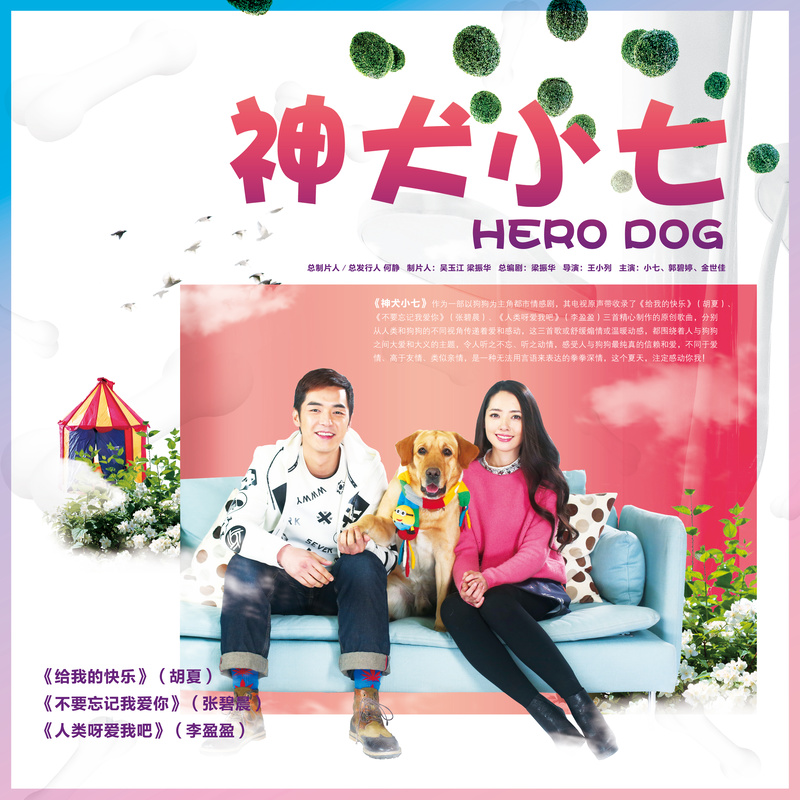 神犬小七
HERO DOG
总制片人 / 总发行人 何静 制片人：吴玉江 梁振华 总编剧：梁振华 导演：王小列 主演：小七、郭碧婷、金世佳
《神犬小七》作为一部以狗狗为主角都市情感剧，其电视原声带收录了《给我的快乐》（胡夏）、
《不要忘记我爱你》（张碧晨）、《人类呀爱我吧》（李盈盈）三首精心制作的原创歌曲，分别
从人类和狗狗的不同视角传递着爱和感动，这三首歌或舒缓煽情或温暖动感，都围绕着人与狗狗
之间大爱和大义的主题，令人听之不忘、听之动情，感受人与狗狗最纯真的信赖和爱，不同于爱
情、高于友情、类似亲情，是一种无法用言语来表达的拳拳深情，这个夏天，注定感动你我！
WWWY
SEVER
《给我的快乐》（胡夏）
《不要忘记我爱你》（张碧晨）
《人类呀爱我吧》（李盈盈）